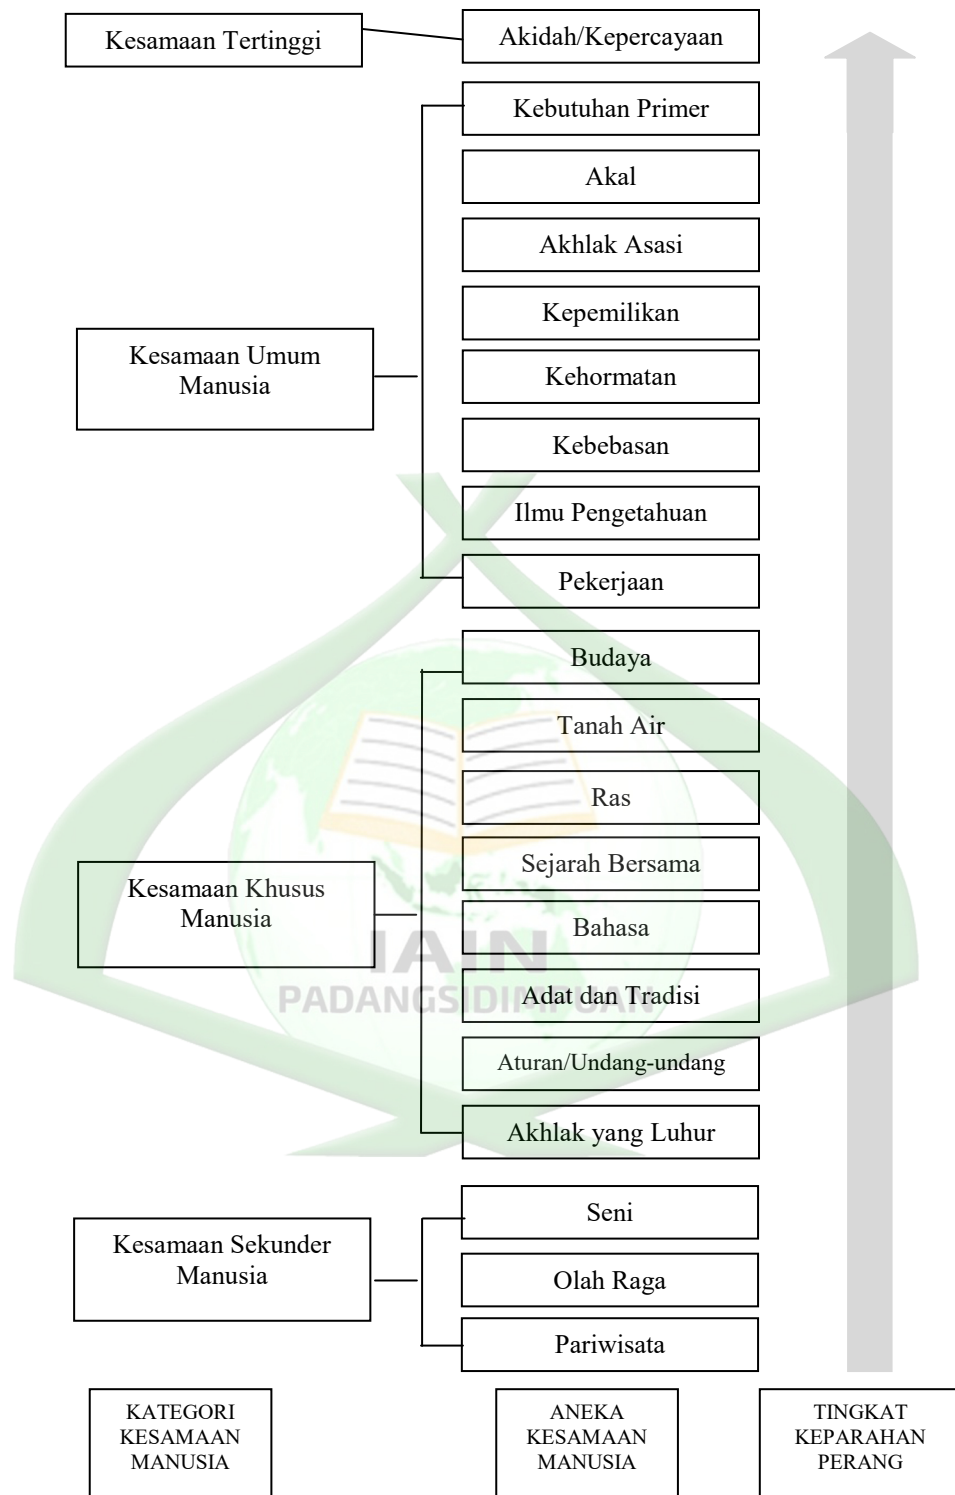 Kesamaan Tertinggi
Akidah/Kepercayaan
Kebutuhan Primer
Akal
Akhlak Asasi
Kepemilikan
Kesamaan Umum
Manusia
Kehormatan
Kebebasan
Ilmu Pengetahuan
Pekerjaan
Budaya
Tanah Air
Ras
Sejarah Bersama
Kesamaan Khusus
Manusia
Bahasa
IAIN
PADANGSIDIMPUAN
Adat dan Tradisi
Aturan/Undang-undang
Akhlak yang Luhur
Seni
Kesamaan Sekunder
Manusia
Olah Raga
Pariwisata
KATEGORI
KESAMAAN
MANUSIA
ANEKA
KESAMAAN
MANUSIA
TINGKAT
KEPARAHAN
PERANG